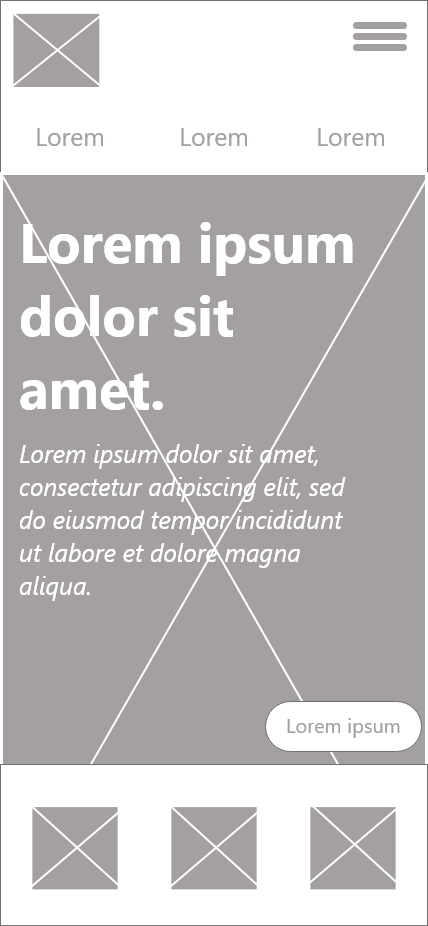 Lorem Lorem Lorem
Lorem ipsum
dolor sit
amet.
Lorem ipsum dolor sit amet,
consectetur adipiscing elit, sed
do eiusmod tempor incididunt
ut labore et dolore magna
aliqua.
Lorem ipsum